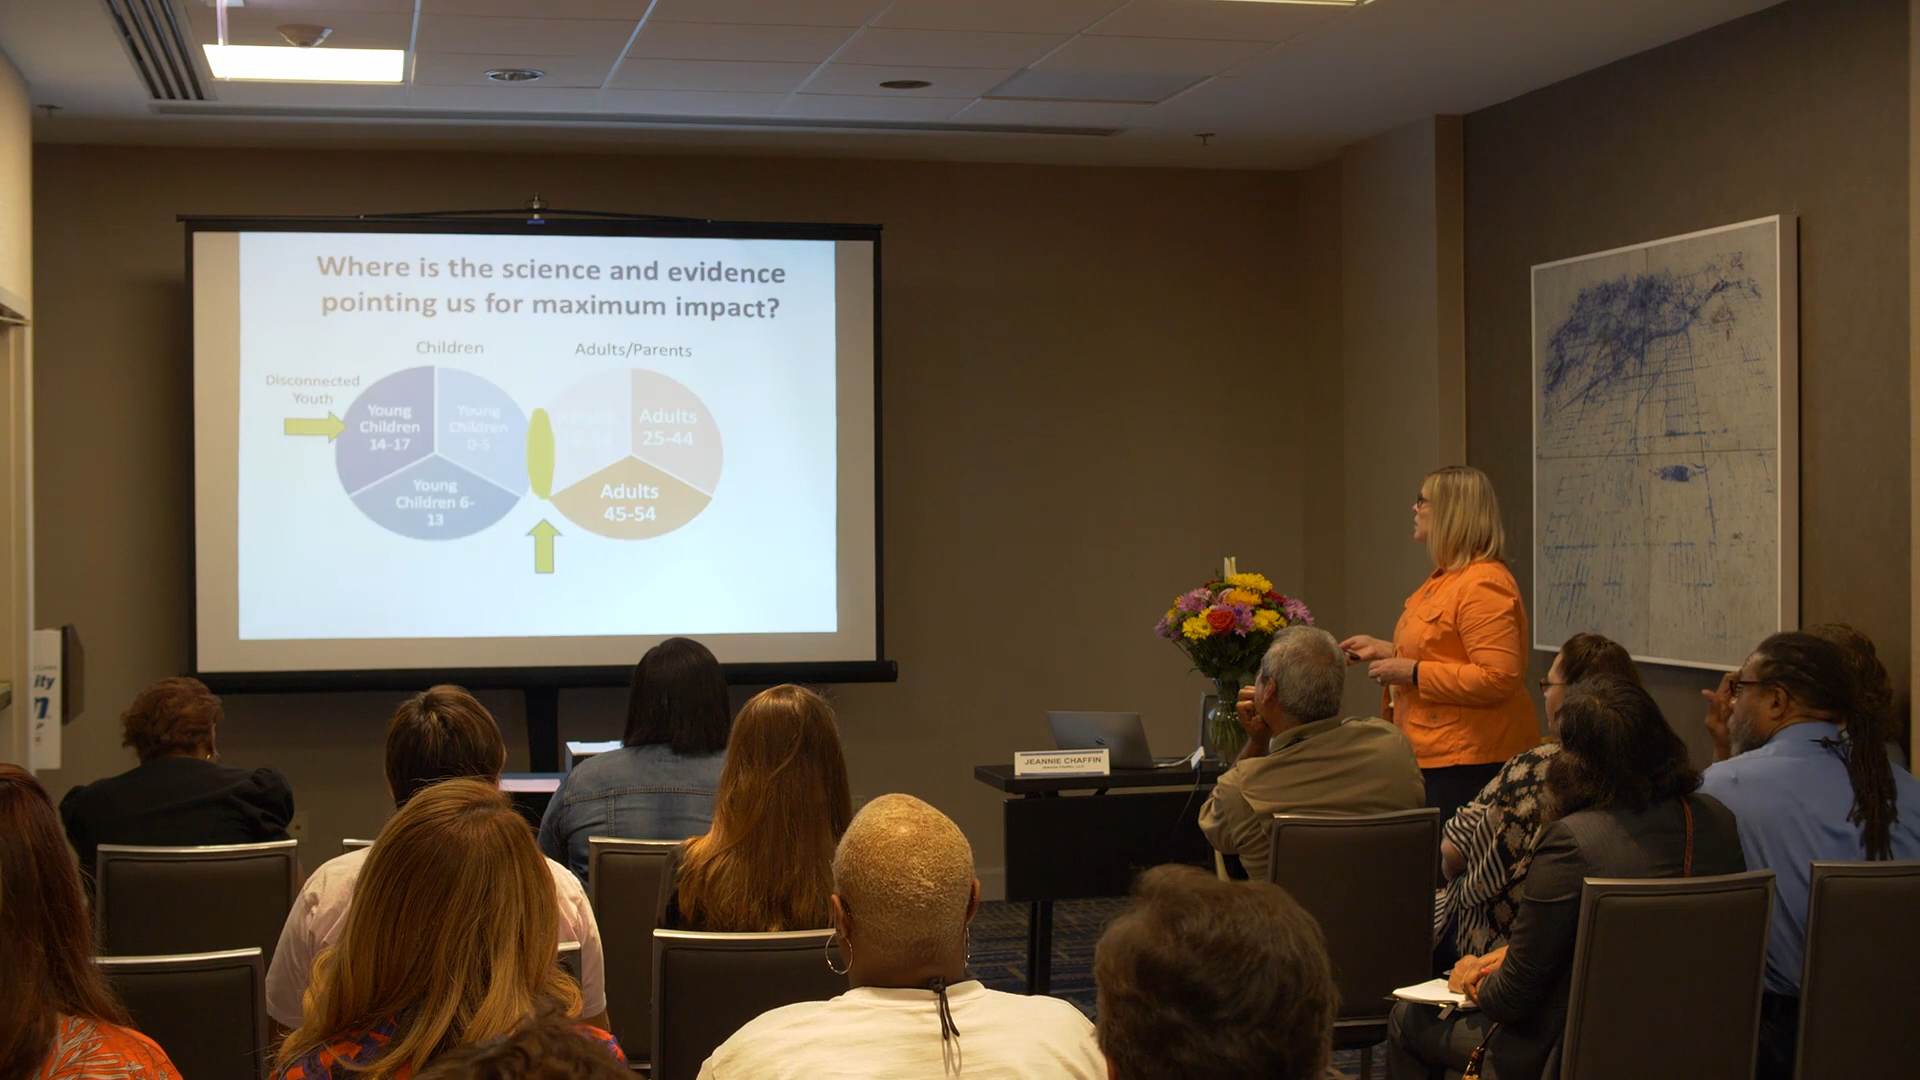 Where is the science and evidence
pointing us for maximum impact?
Children
Adults/Parents
Disconnected
Youth
Young
Children
14-17
Young
Children
0-5
Young
Children 6-
13
Adults
25-44
Adults
45-54
JEANNIE CHAFFIN
ity